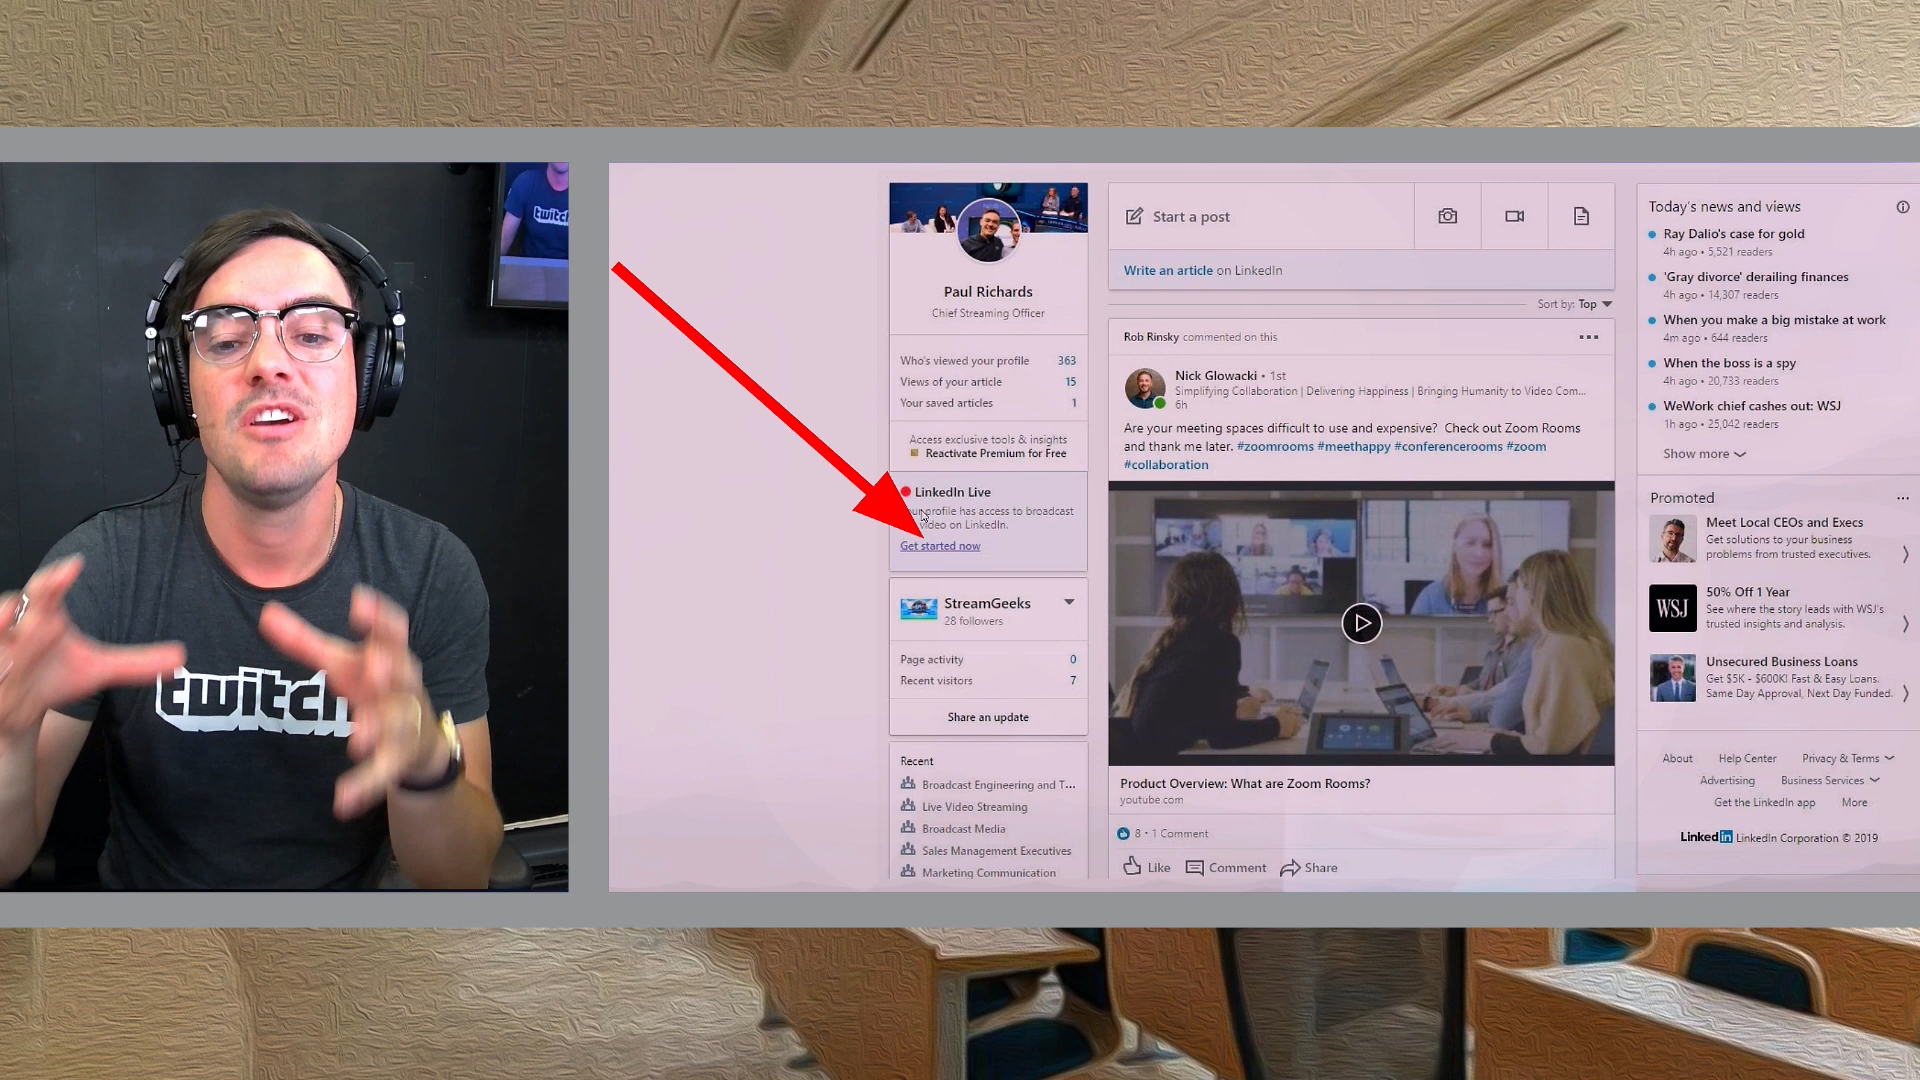 twitch
twitch
Paul Richards
Chief Streaming Officer
Who's viewed your profile 363
Views of your article 15
Your saved articles 1
Access exclusive tools & insights
Reactivate Premium for Free
LinkedIn Live
profile has access to broadcast
video on LinkedIn.
Get started now
StreamGeeks
28 followers
Page activity 0
Recent visitors 7
Share an update
Recent
Broadcast Engineering and T...
Live Video Streaming
Broadcast Media
Sales Management Executives
Marketing Communication
Start a post
Write an article on LinkedIn
Sort by: Top
Rob Rinsky commented on this
Nick Glowacki • 1st
Simplifying Collaboration | Delivering Happiness | Bringing Humanity to Video Com...
6h
Are your meeting spaces difficult to use and expensive? Check out Zoom Rooms
and thank me later. #zoomrooms #meethappy #conferencerooms #zoom
#collaboration
Product Overview: What are Zoom Rooms?
youtube.com
8 • 1 Comment
Like Comment Share
Today's news and views
Ray Dalio's case for gold
4h ago • 5,521 readers
'Gray divorce' derailing finances
4h ago • 14,307 readers
When you make a big mistake at work
4m ago • 644 readers
When the boss is a spy
4h ago • 20,733 readers
WeWork chief cashes out: WSJ
1h ago • 25,042 readers
Show more
Promoted
Meet Local CEOs and Execs
Get solutions to your business
problems from trusted executives.
WSJ
50% Off 1 Year
See where the story leads with WSJ's
trusted insights and analysis.
Unsecured Business Loans
Get $5K - $600K! Fast & Easy Loans.
Same Day Approval, Next Day Funded.
About Help Center Privacy & Terms
Advertising Business Services
Get the LinkedIn app More
LinkedIn LinkedIn Corporation © 2019